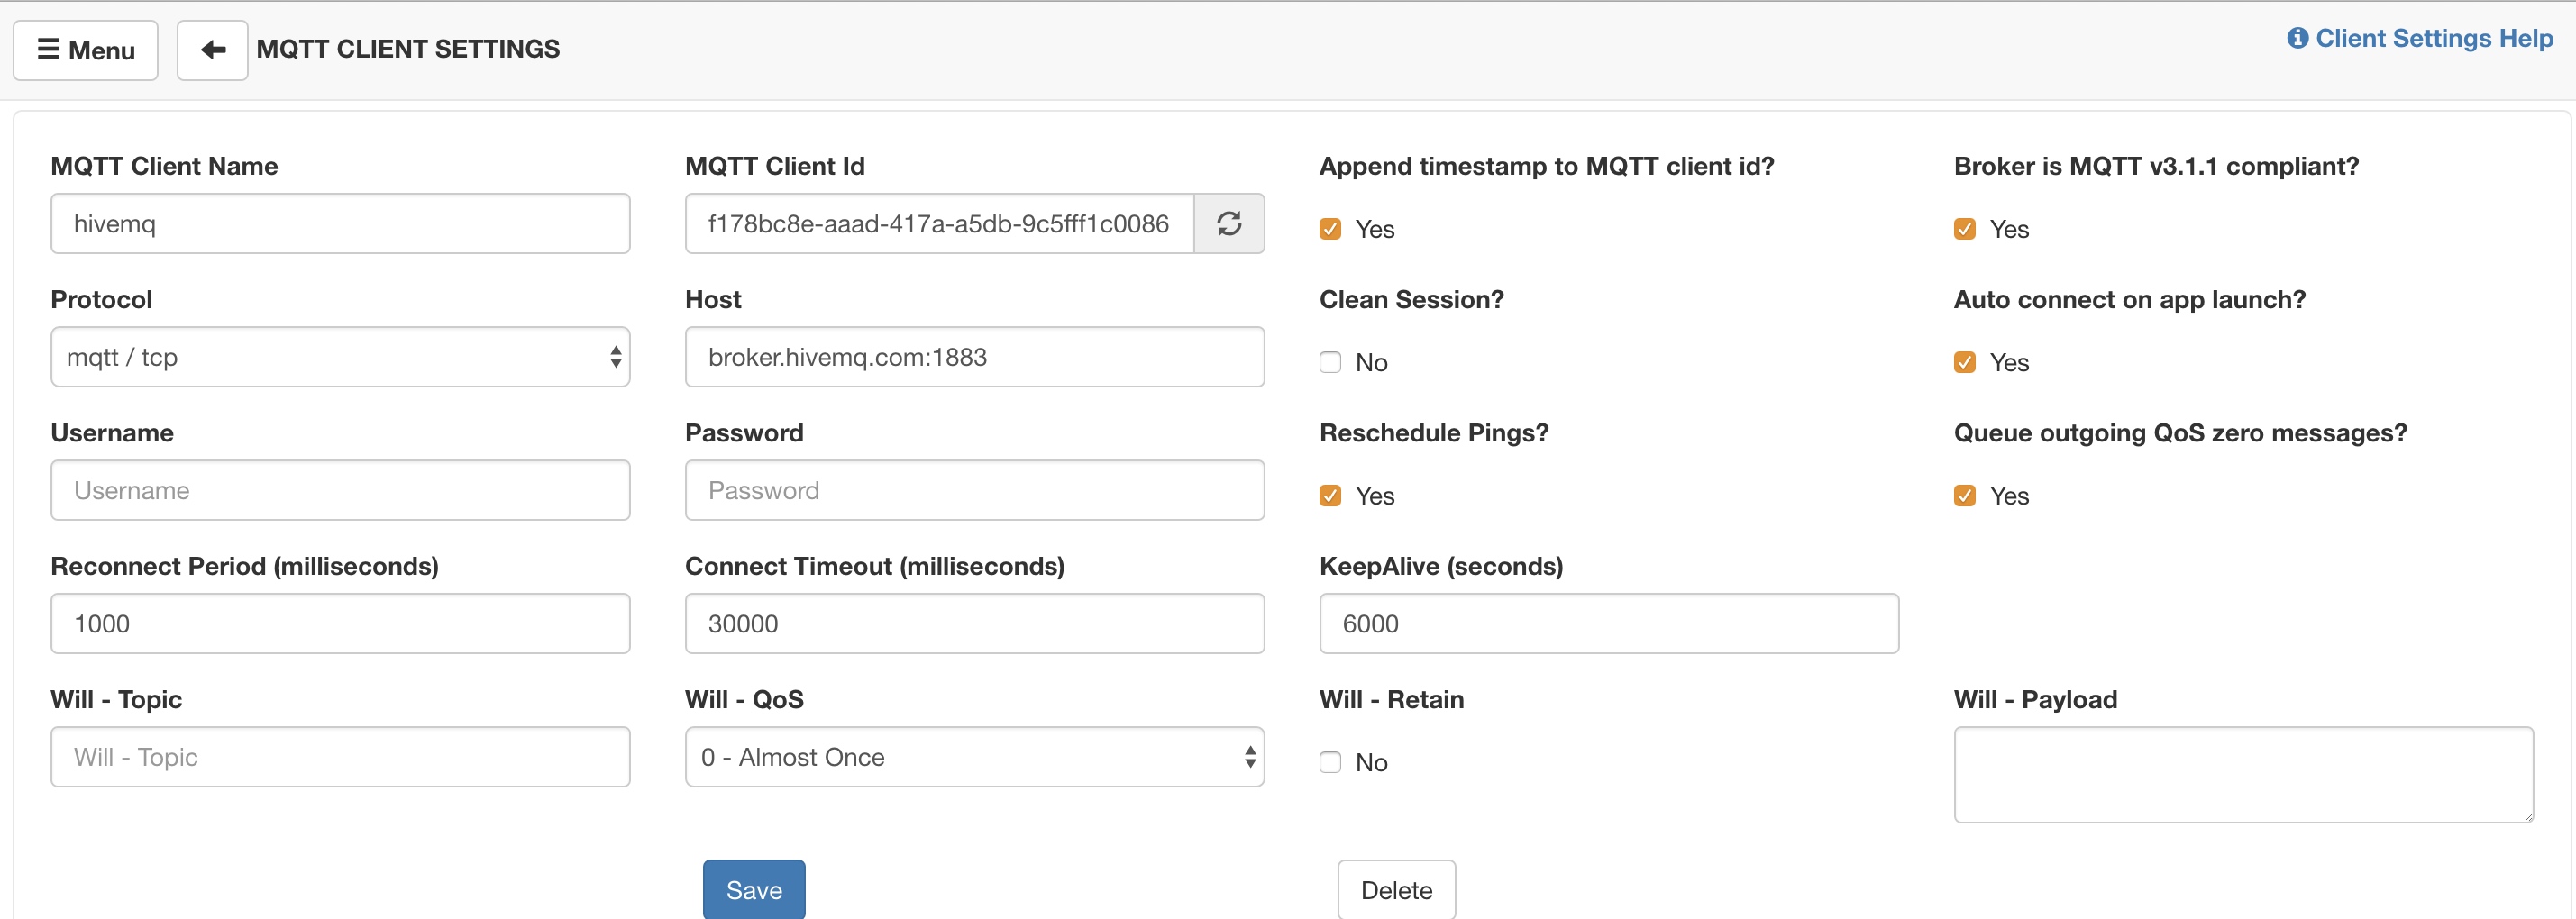 Menu
MQTT CLIENT SETTINGS
Client Settings Help
MQTT Client Name
MQTT Client Id
Append timestamp to MQTT client id?
Broker is MQTT v3.1.1 compliant?
hivemq
f178bc8e-aaad-417a-a5db-9c5fff1c0086
Yes
Yes
Protocol
Host
Clean Session?
Auto connect on app launch?
mqtt / tcp
broker.hivemq.com:1883
No
Yes
Username
Password
Reschedule Pings?
Queue outgoing QoS zero messages?
Username
Password
Yes
Yes
Reconnect Period (milliseconds)
Connect Timeout (milliseconds)
KeepAlive (seconds)
1000
30000
6000
Will - Topic
Will - QoS
Will - Retain
Will - Payload
Will - Topic
0 - Almost Once
No
Save
Delete